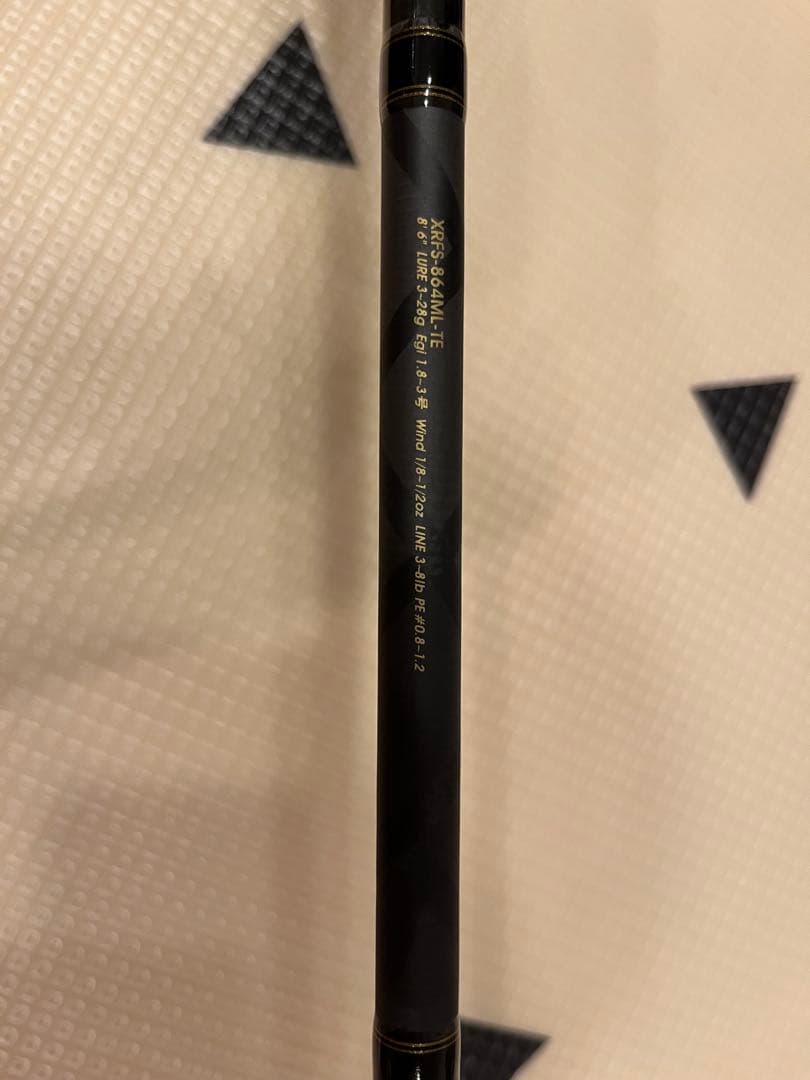 XRFS-864ML-TE
8'6" LURE 3-28g Egi 1.8-3号 Wind 1/8-1/2oz LINE 3-8lb PE#0.8-1.2